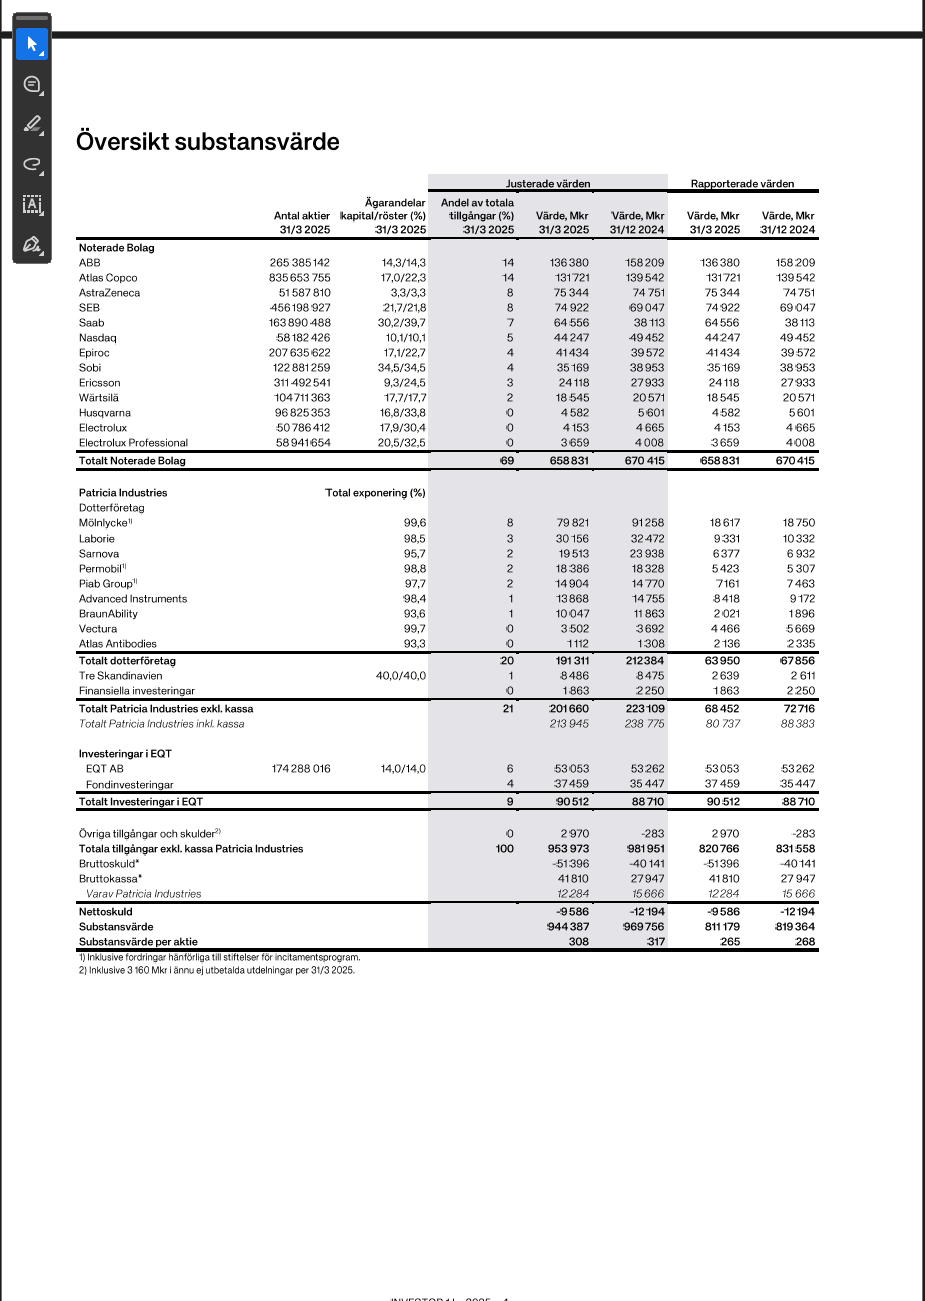 Översikt substansvärde
Justerade värden Rapporterade värden
Ägarandelar Andel av totala
Antal aktier kapital/röster (%) tillgångar (%) Värde, Mkr Värde, Mkr Värde, Mkr Värde, Mkr
31/3 2025 31/3 2025 31/3 2025 31/3 2025 31/12 2024 31/3 2025 31/12 2024
Noterade Bolag
ABB 265 385 142 14,3/14,3 14 136 380 158 209 136 380 158 209
Atlas Copco 835 653 755 17,0/22,3 14 131 721 139 542 131 721 139 542
AstraZeneca 51 587 810 3,3/3,3 8 75 344 74 751 75 344 74 751
SEB 456 198 927 21,7/21,8 8 74 922 69 047 74 922 69 047
Saab 163 890 488 30,2/39,7 7 64 556 38 113 64 556 38 113
Nasdaq 58 182 426 10,1/10,1 5 44 247 49 452 44 247 49 452
Epiroc 207 635 622 17,1/22,7 4 41 434 39 572 41 434 39 572
Sobi 122 881 259 34,5/34,5 4 35 169 38 953 35 169 38 953
Ericsson 311 492 541 9,3/24,5 3 24 118 27 933 24 118 27 933
Wärtsilä 104 711 363 17,7/17,7 2 18 545 20 571 18 545 20 571
Husqvarna 96 825 353 16,8/33,8 0 4 582 5 601 4 582 5 601
Electrolux 50 786 412 17,9/30,4 0 4 153 4 665 4 153 4 665
Electrolux Professional 58 941 654 20,5/32,5 0 3 659 4 008 3 659 4 008
Totalt Noterade Bolag 69 658 831 670 415 658 831 670 415
Patricia Industries Total exponering (%)
Dotterföretag
Mölnlycke1) 99,6 8 79 821 91 258 18 617 18 750
Laborie 98,5 3 30 156 32 472 9 331 10 332
Sarnova 95,7 2 19 513 23 938 6 377 6 932
Permobil1) 98,8 2 18 386 18 328 5 423 5 307
Piab Group1) 97,7 2 14 904 14 770 7 161 7 463
Advanced Instruments 98,4 1 13 868 14 755 8 418 9 172
BraunAbility 93,6 1 10 047 11 863 2 021 1 896
Vectura 99,7 0 3 502 3 692 4 466 5 669
Atlas Antibodies 93,3 0 1 112 1 308 2 136 2 335
Totalt dotterföretag 20 191 311 212 384 63 950 67 856
Tre Skandinavien 40,0/40,0 1 8 486 8 475 2 639 2 611
Finansiella investeringar 0 1 863 2 250 1 863 2 250
Totalt Patricia Industries exkl. kassa 21 201 660 223 109 68 452 72 716
Totalt Patricia Industries inkl. kassa 213 945 238 775 80 737 88 383
Investeringar i EQT
EQT AB 174 288 016 14,0/14,0 6 53 053 53 262 53 053 53 262
Fondinvesteringar 4 37 459 35 447 37 459 35 447
Totalt Investeringar i EQT 9 90 512 88 710 90 512 88 710
Övriga tillgångar och skulder2) 0 2 970 -283 2 970 -283
Totala tillgångar exkl. kassa Patricia Industries 100 953 973 981 951 820 766 831 558
Bruttoskuld* -51 396 -40 141 -51 396 -40 141
Bruttokassa* 41 810 27 947 41 810 27 947
Varav Patricia Industries 12 284 15 666 12 284 15 666
Nettoskuld -9 586 -12 194 -9 586 -12 194
Substansvärde 944 387 969 756 811 179 819 364
Substansvärde per aktie 308 317 265 268
1) Inklusive fordringar hänförliga till stiftelser för incitamentsprogram.
2) Inklusive 3 160 Mkr i ännu ej utbetalda utdelningar per 31/3 2025.